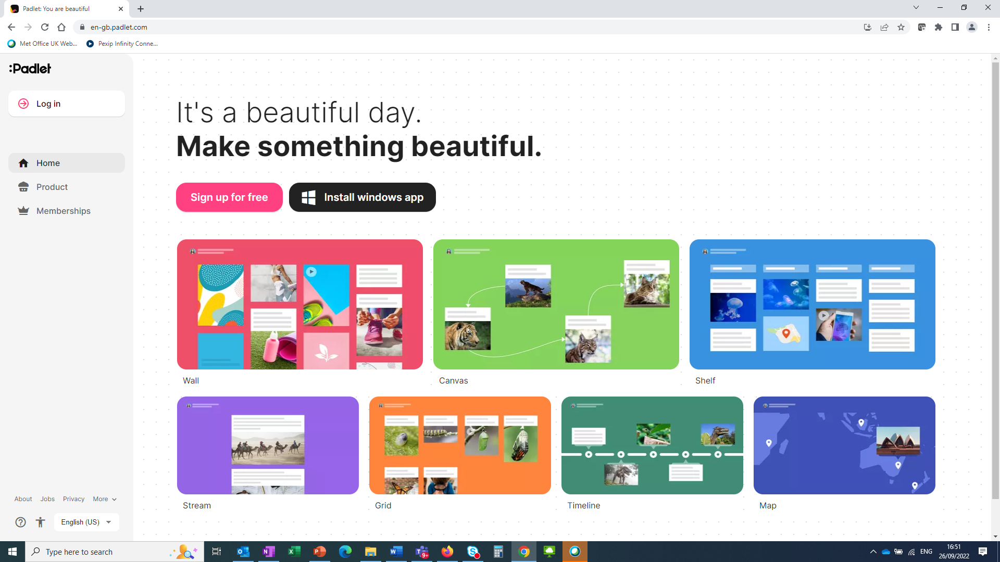 Padlet: You are beautiful
en-gb.padlet.com
Met Office UK Web...
Pexip Infinity Conne...
:Padlet
Log in
Home
Product
Memberships
It's a beautiful day.
Make something beautiful.
Sign up for free
Install windows app
Wall
Canvas
Shelf
Stream
Grid
Timeline
Map
About
Jobs
Privacy
More
English (US)
Type here to search
9+
ENG
16:51
26/09/2022